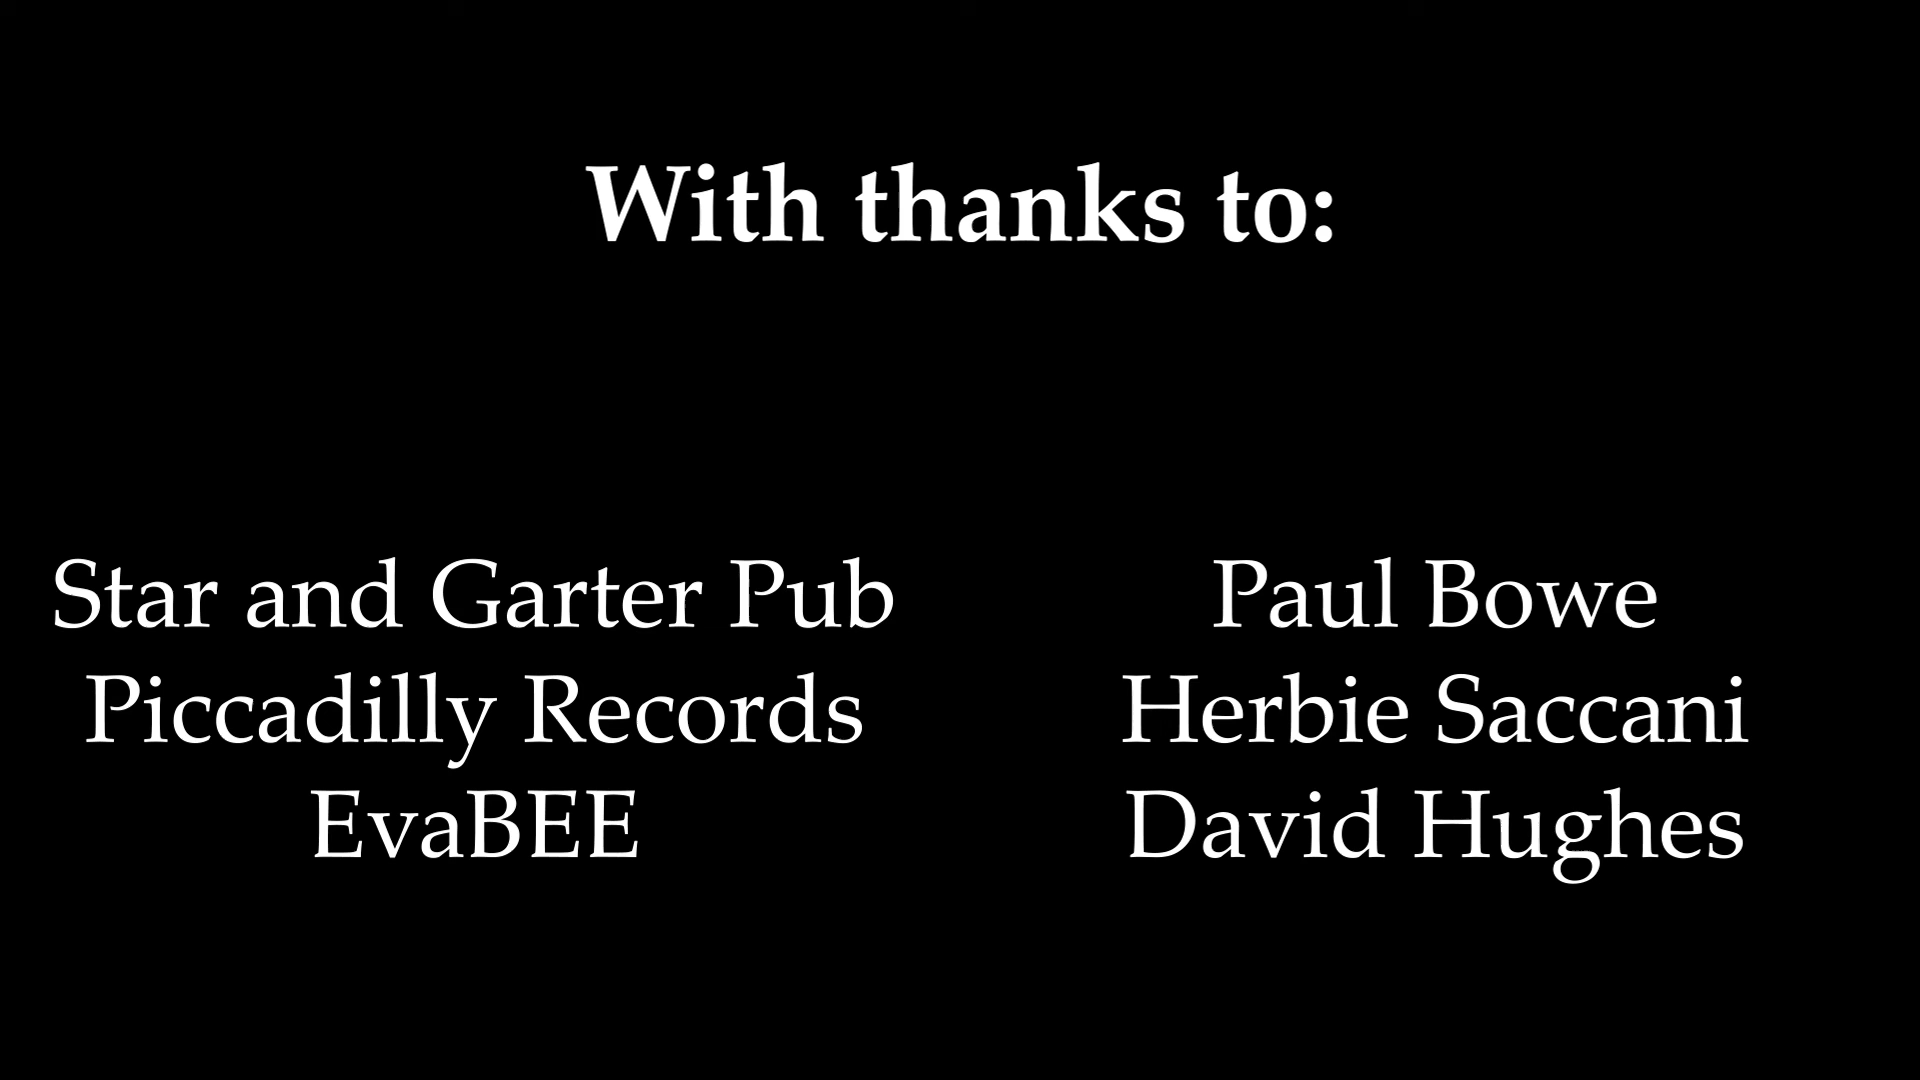 With thanks to:
Star and Garter Pub
Piccadilly Records
EvaBEE
Paul Bowe
Herbie Saccani
David Hughes